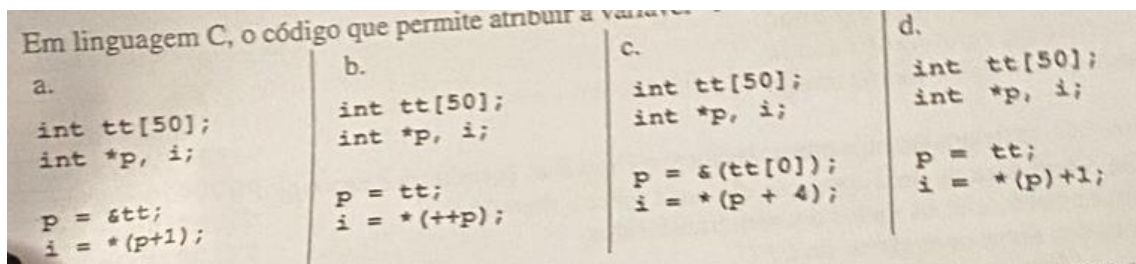 Em linguagem C, o código que permite atribuir a
a.
int tt[50];
int *p, i;
p = &tt;
i = *(p+1);
b.
int tt[50];
int *p, i;
p = tt;
i = *(++p);
c.
int tt[50];
int *p, i;
p = &(tt[0]);
i = *(p + 4);
d.
int tt[50];
int *p, i;
p = tt;
i = *(p)+1;